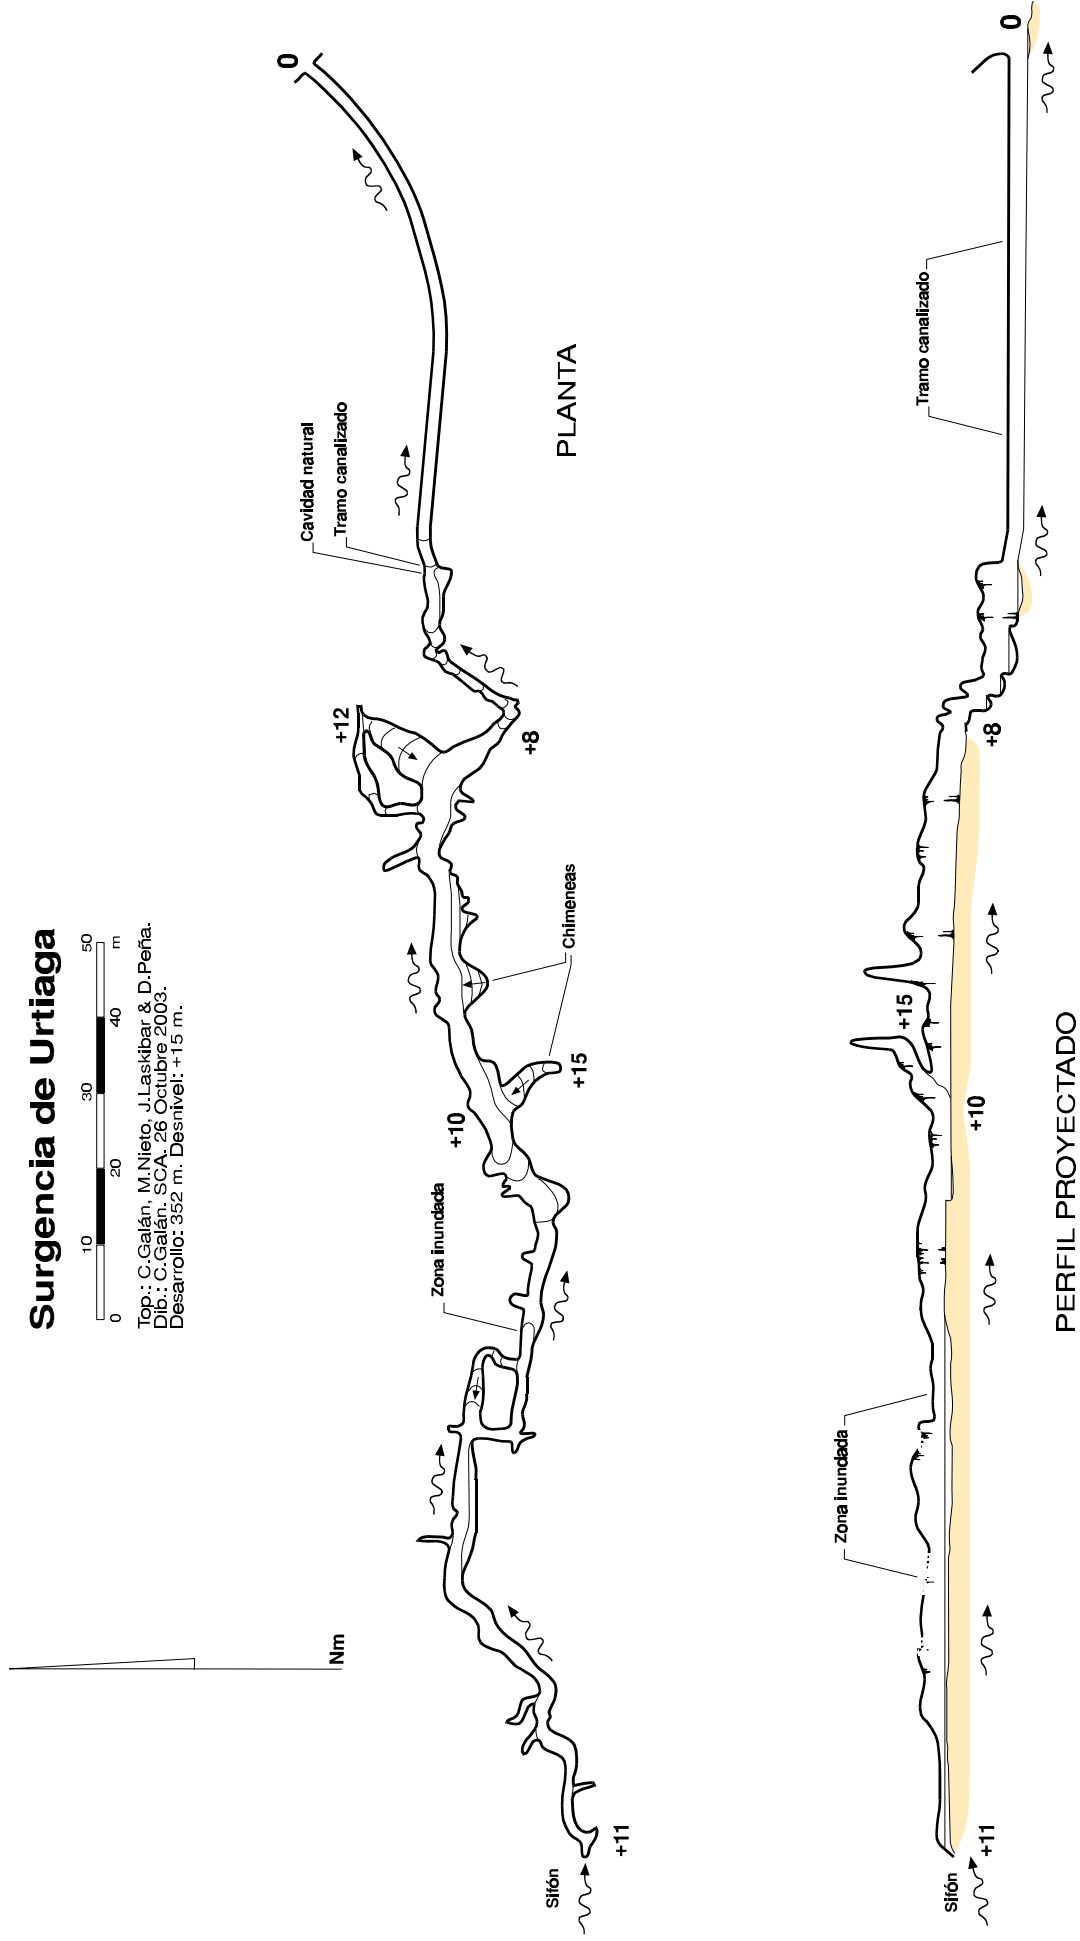 Surgencia de Urtiaga
0 10 20 30 40 50
m
Top.: C.Galán, M.Nieto, J.Laskibar & D.Peña.
Dib.: C.Galán. SCA. 26 Octubre 2003.
Desarrollo: 352 m. Desnivel: +15 m.
Nm
0
Cavidad natural
Tramo canalizado
+12
+8
Chimeneas
+15
+10
Zona inundada
Sifón
+11
PLANTA
0
Tramo canalizado
+8
+15
+10
Zona inundada
Sifón
+11
PERFIL PROYECTADO